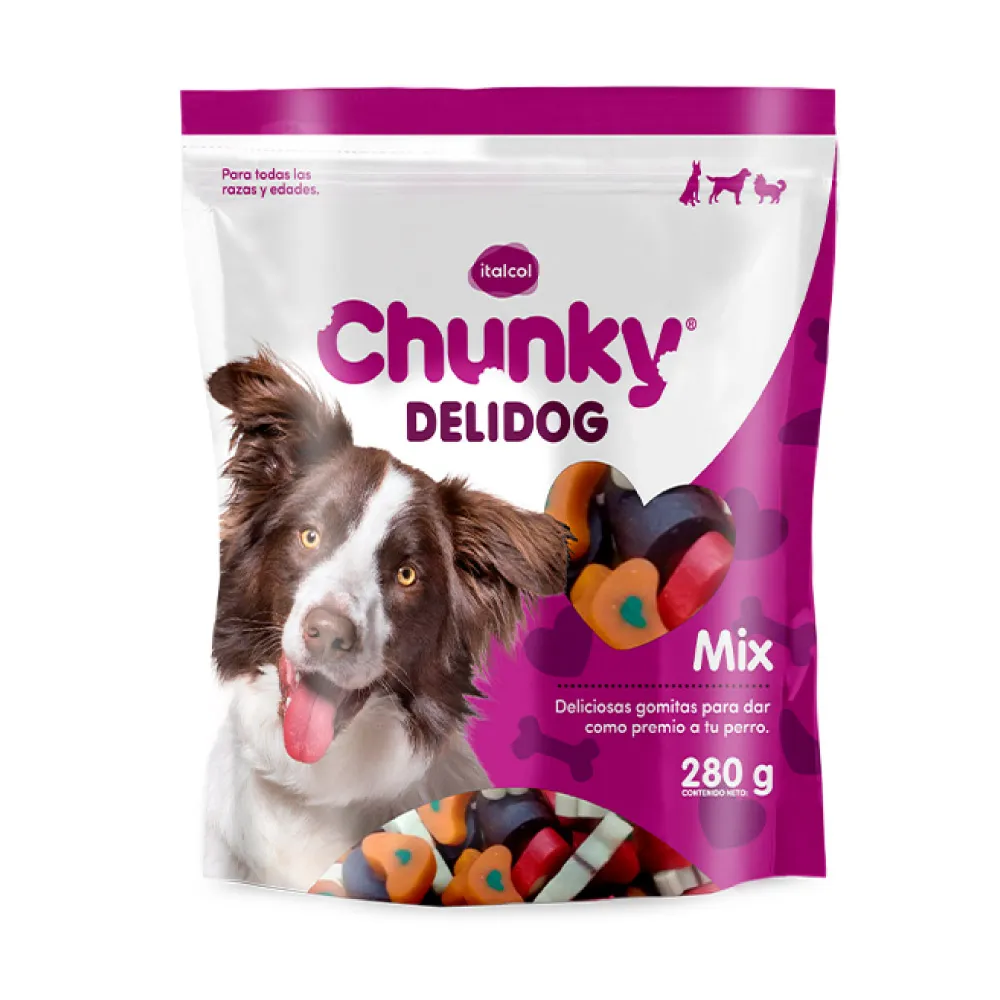 Para todas las
razas y edades.
italcol
Chunky®
DELIDOG
Mix
Deliciosas gomitas para dar
como premio a tu perro.
280 g
CONTENIDO NETO: